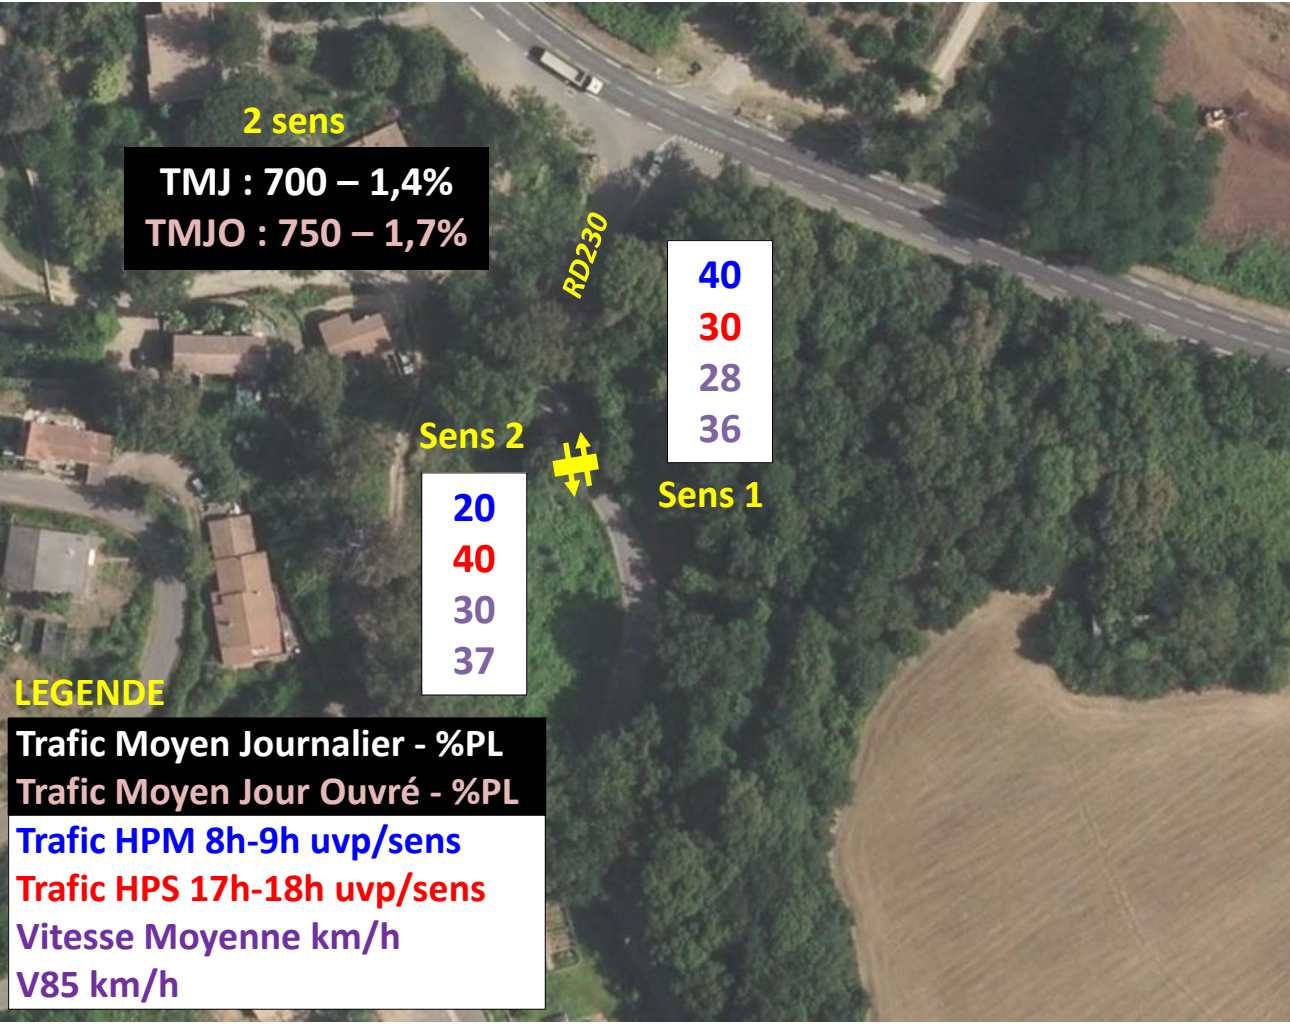 2 sens
TMJ : 700 – 1,4%
TMJO : 750 – 1,7%
RD230
40
30
28
36
Sens 1
Sens 2
20
40
30
37
LEGENDE
Trafic Moyen Journalier - %PL
Trafic Moyen Jour Ouvré - %PL
Trafic HPM 8h-9h uvp/sens
Trafic HPS 17h-18h uvp/sens
Vitesse Moyenne km/h
V85 km/h